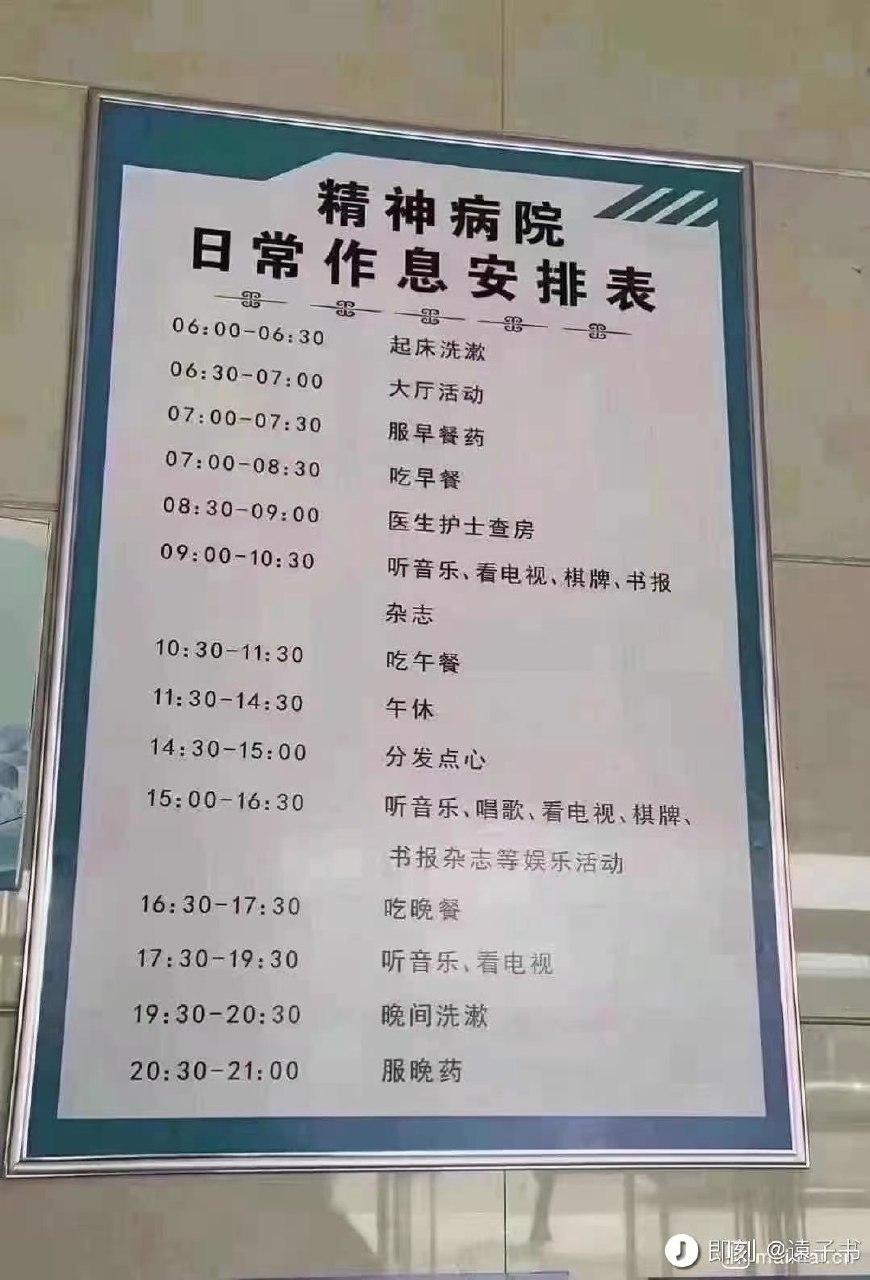 精神病院
日常作息安排表
06:00-06:30 起床洗漱
06:30-07:00 大厅活动
07:00-07:30 服早餐药
07:00-08:30 吃早餐
08:30-09:00 医生护士查房
09:00-10:30 听音乐、看电视、棋牌、书报
杂志
10:30-11:30 吃午餐
11:30-14:30 午休
14:30-15:00 分发点心
15:00-16:30 听音乐、唱歌、看电视、棋牌、
书报杂志等娱乐活动
16:30-17:30 吃晚餐
17:30-19:30 听音乐、看电视
19:30-20:30 晚间洗漱
20:30-21:00 服晚药
即刻 @遠子书